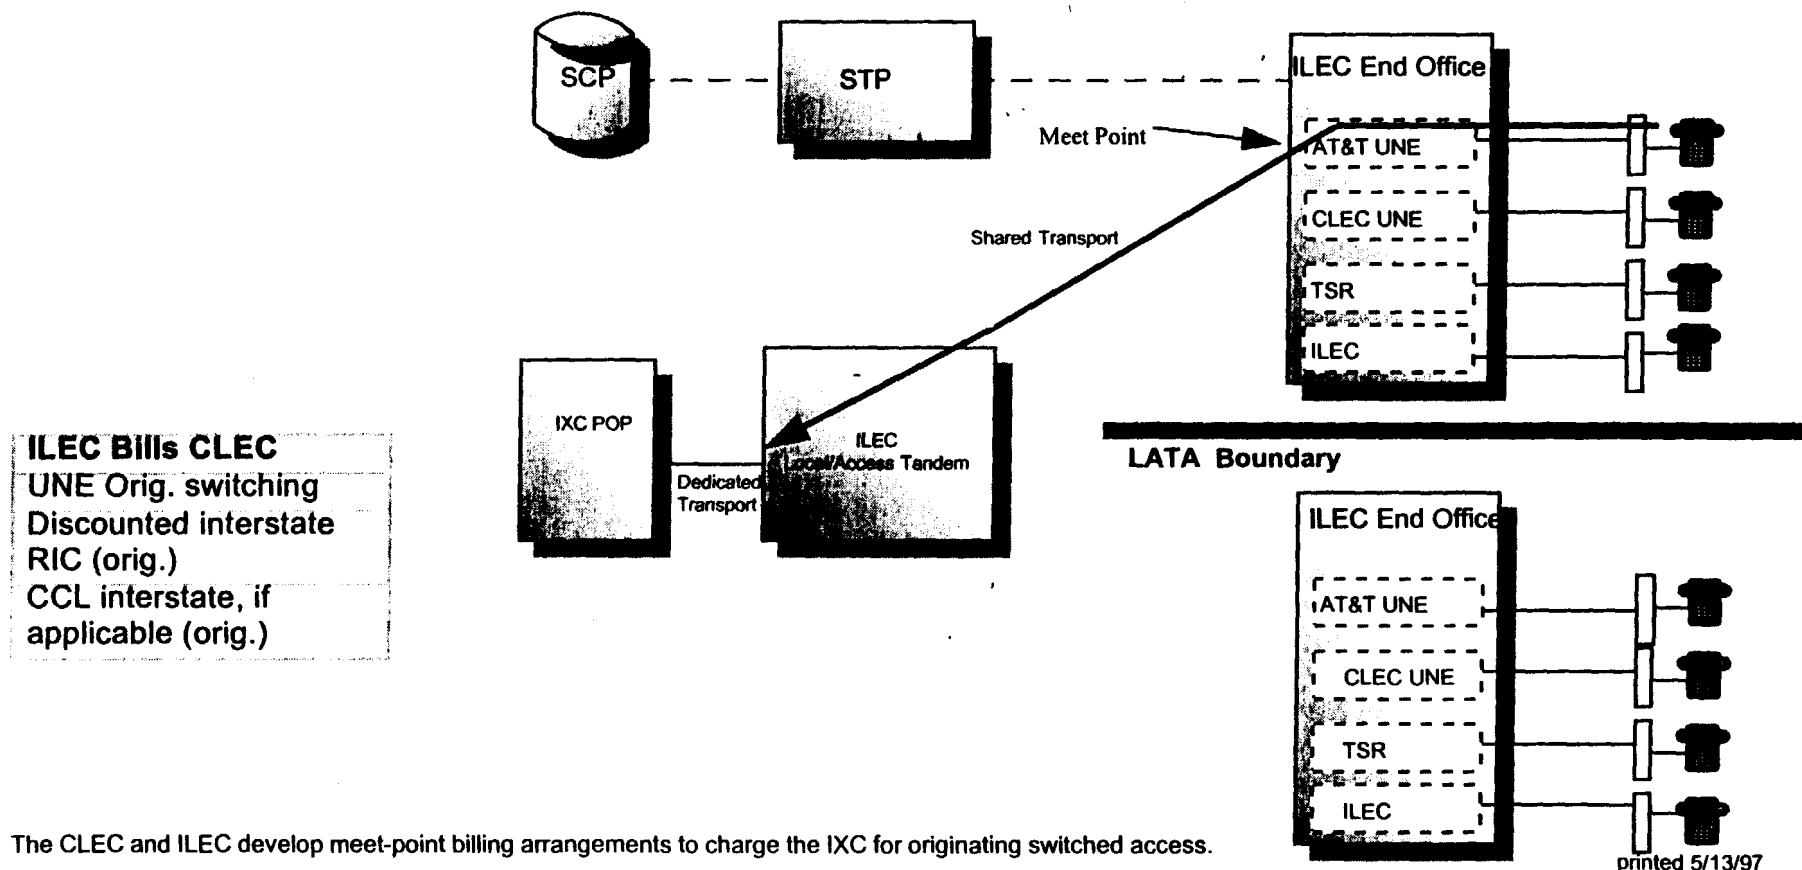 SCP
STP
ILEC End Office
Meet Point
AT&T UNE
CLEC UNE
Shared Transport
TSR
ILEC
IXC POP
ILEC
Local/Access Tandem
Dedicated
Transport
LATA Boundary
ILEC Bills CLEC
UNE Orig. switching
Discounted interstate
RIC (orig.)
CCL interstate, if
applicable (orig.)
ILEC End Office
AT&T UNE
CLEC UNE
TSR
ILEC
The CLEC and ILEC develop meet-point billing arrangements to charge the IXC for originating switched access.
printed 5/13/97